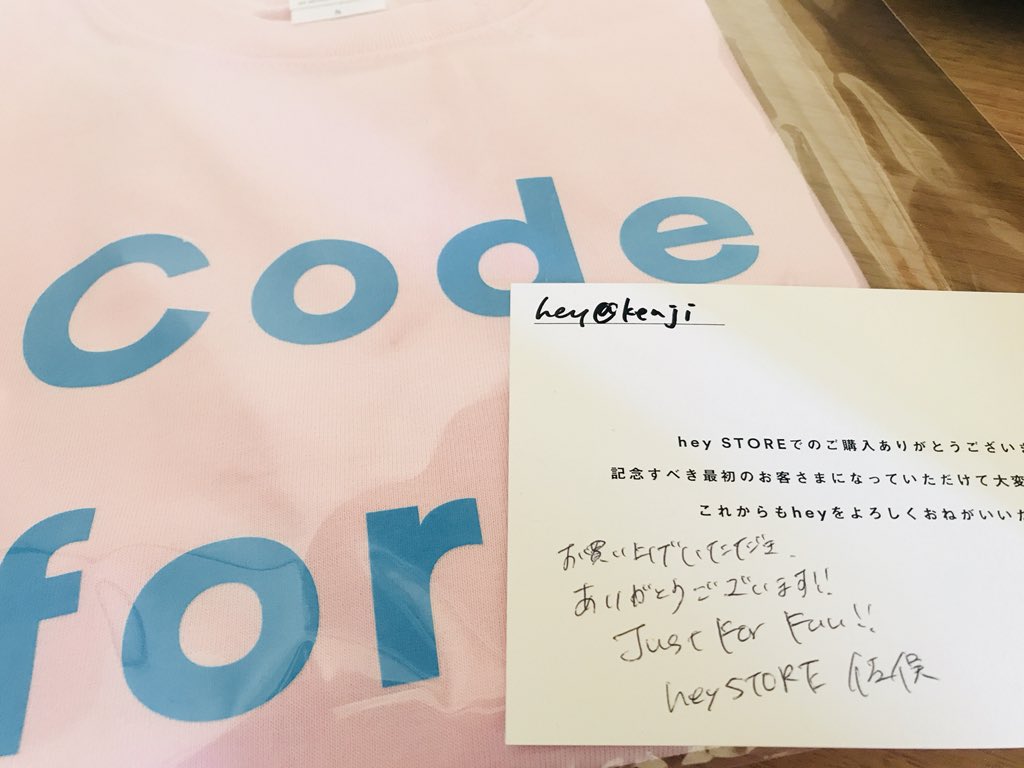 Code
for
hey@kenji
hey STOREでのご購入ありがとうござい
記念すべき最初のお客さまになっていただけて大変
これからもheyをよろしくおねがいいた
お買い上げいただき、
ありがとうございます!!
Just For Fun!!
hey STORE 佐俣